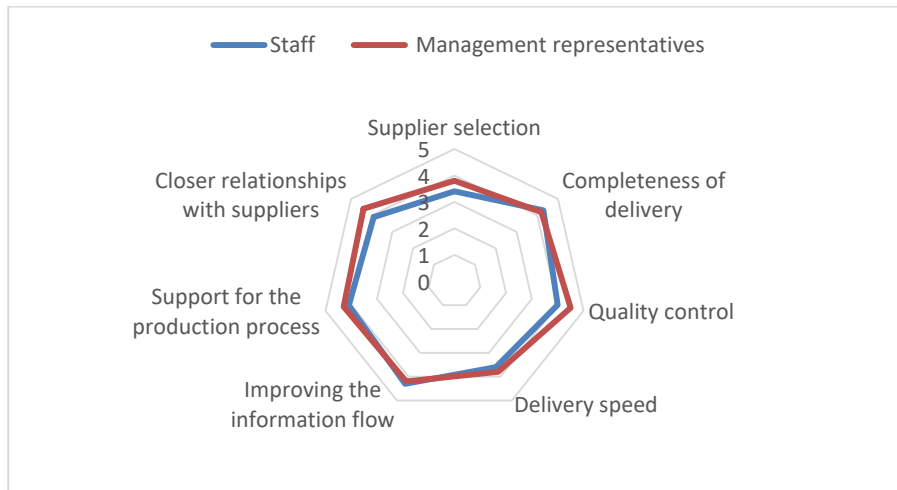 Staff
Management representatives
Supplier selection
5
4
3
2
1
0
Completeness of
delivery
Quality control
Delivery speed
Improving the
information flow
Support for the
production process
Closer relationships
with suppliers